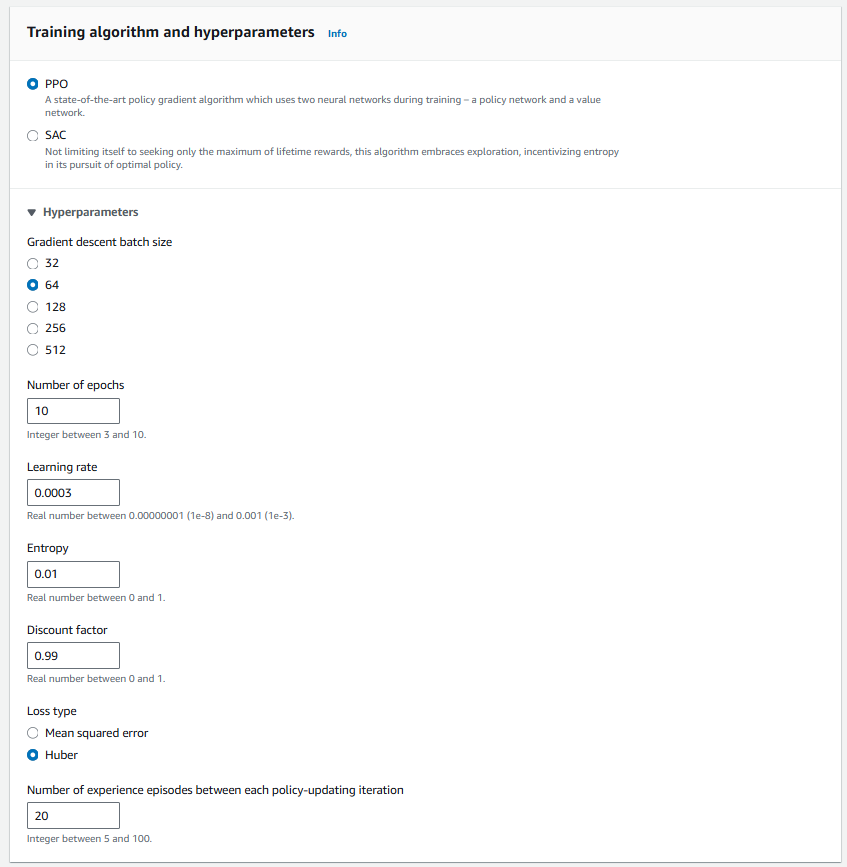 Training algorithm and hyperparameters Info
PPO
A state-of-the-art policy gradient algorithm which uses two neural networks during training – a policy network and a value
network.
SAC
Not limiting itself to seeking only the maximum of lifetime rewards, this algorithm embraces exploration, incentivizing entropy
in its pursuit of optimal policy.
Hyperparameters
Gradient descent batch size
32
64
128
256
512
Number of epochs
10
Integer between 3 and 10.
Learning rate
0.0003
Real number between 0.00000001 (1e-8) and 0.001 (1e-3).
Entropy
0.01
Real number between 0 and 1.
Discount factor
0.99
Real number between 0 and 1.
Loss type
Mean squared error
Huber
Number of experience episodes between each policy-updating iteration
20
Integer between 5 and 100.